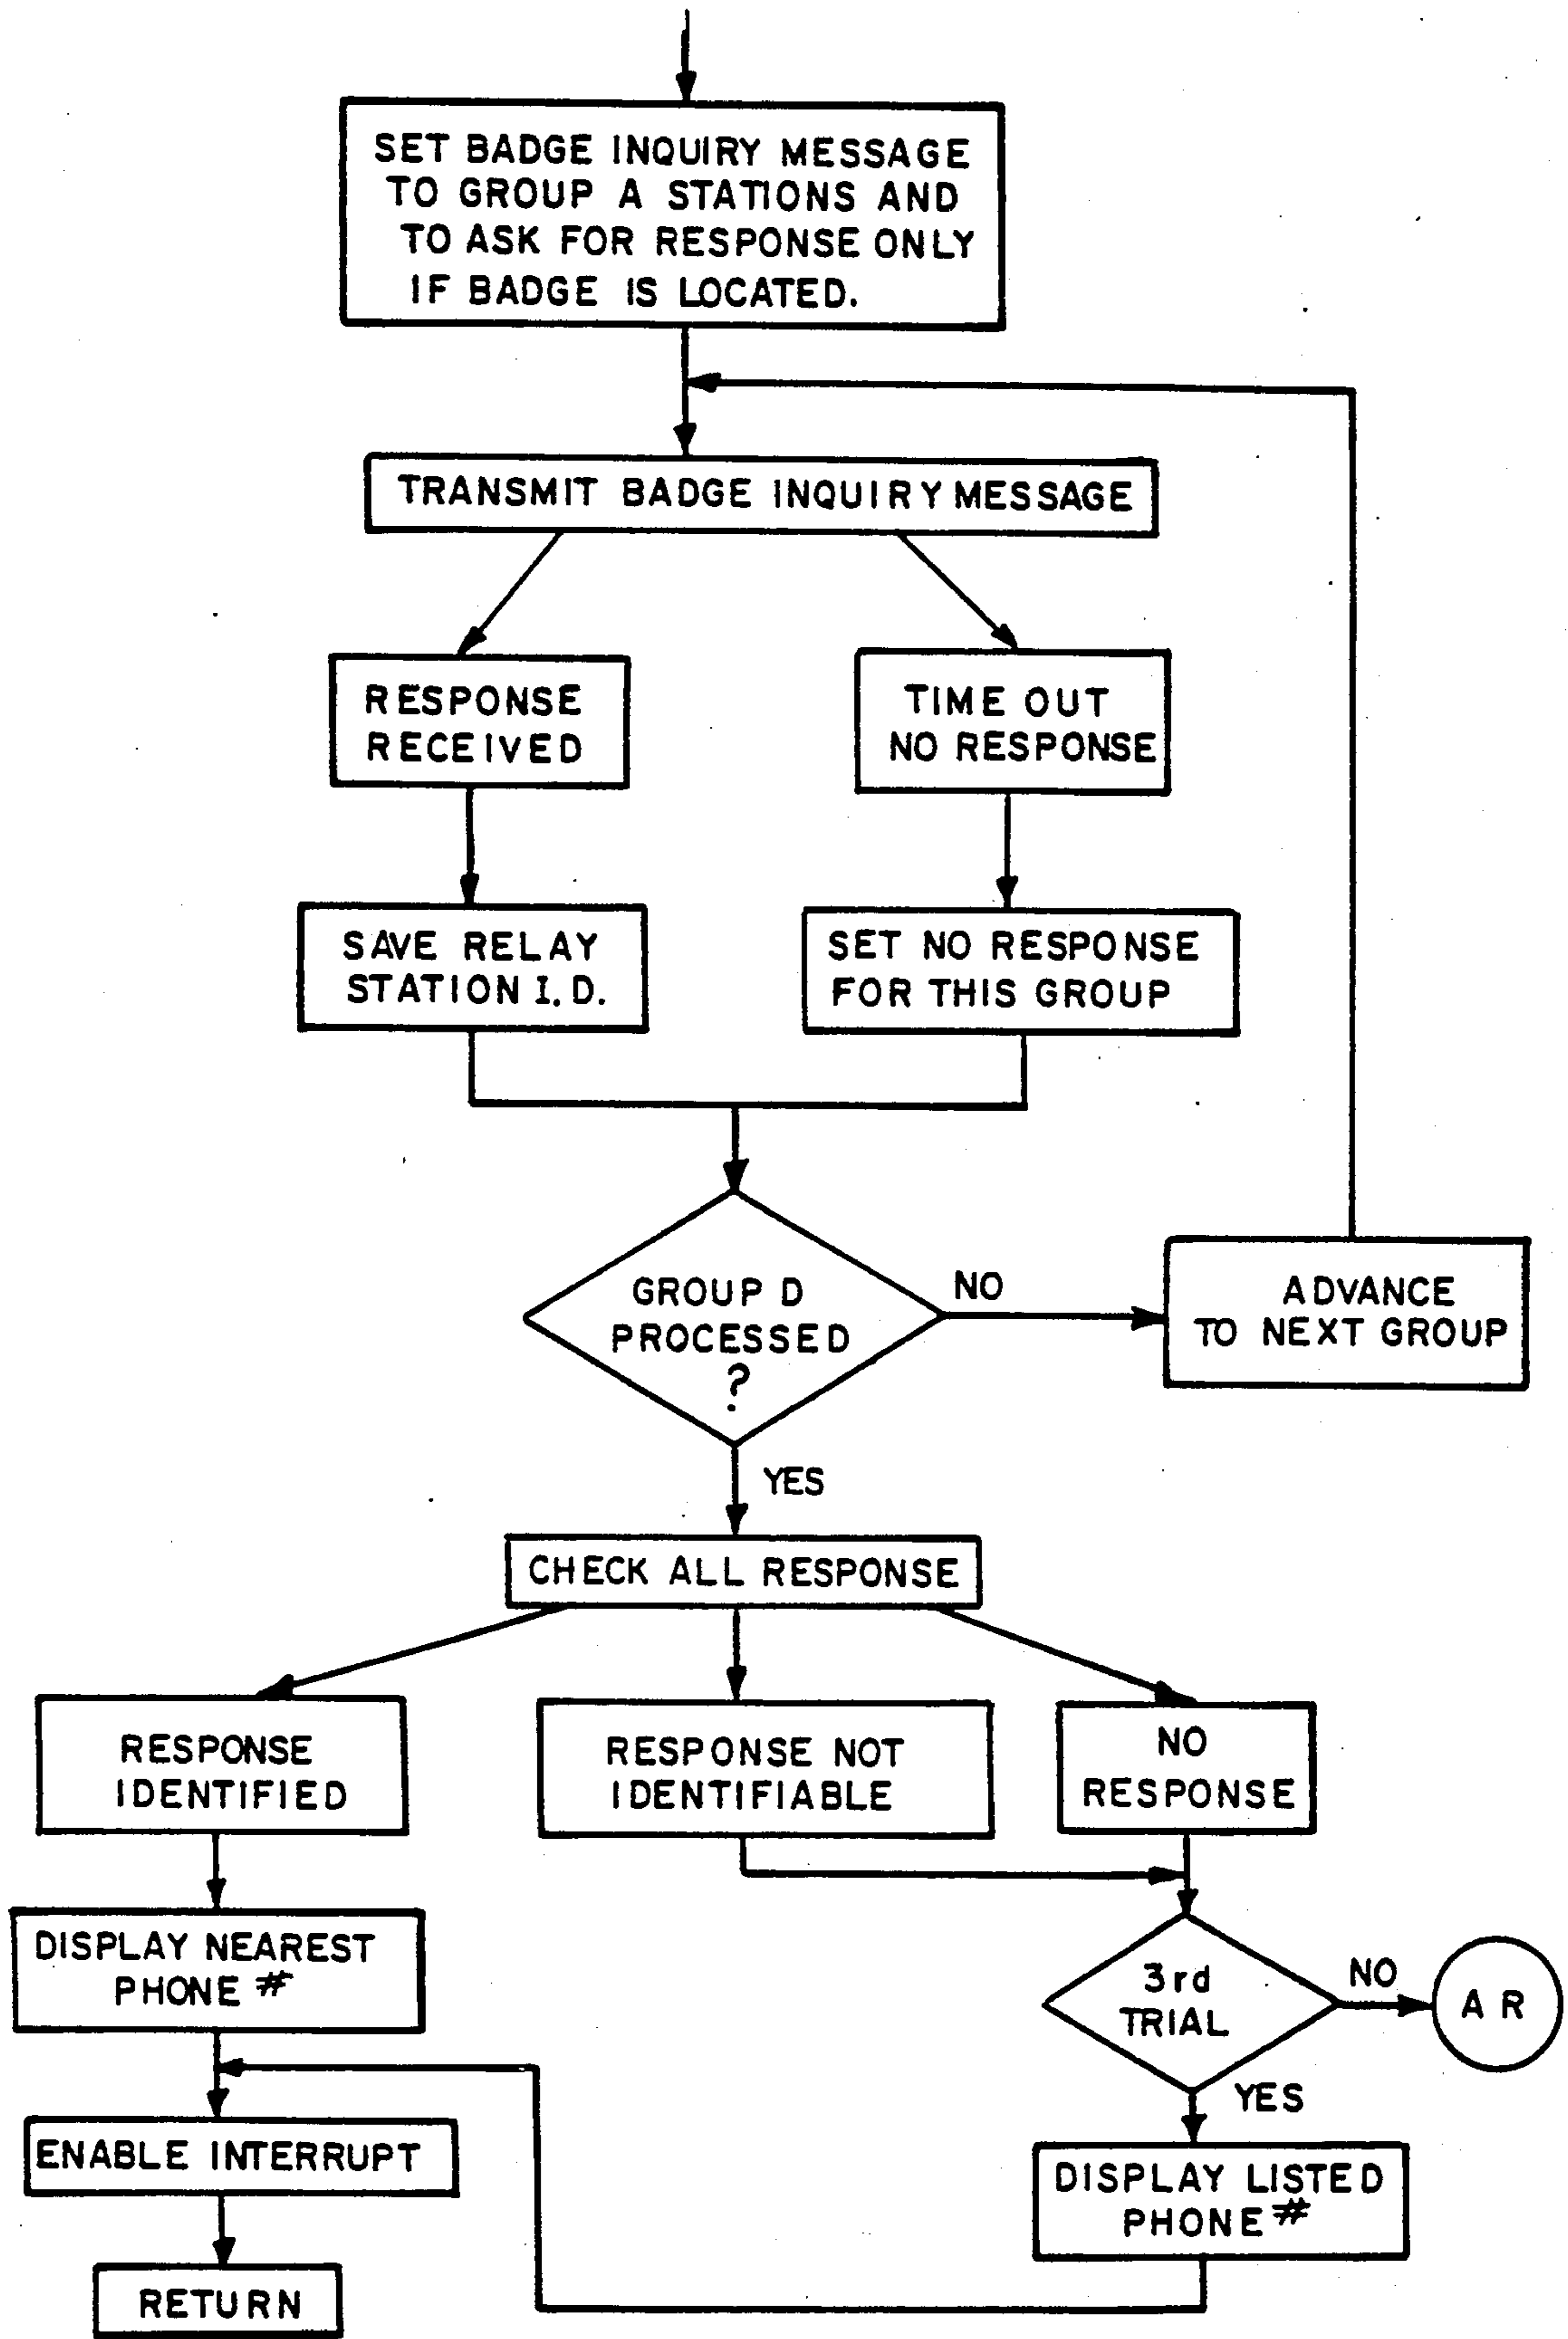 SET BADGE INQUIRY MESSAGE
TO GROUP A STATIONS AND
TO ASK FOR RESPONSE ONLY
IF BADGE IS LOCATED.
TRANSMIT BADGE INQUIRY MESSAGE
RESPONSE
RECEIVED
TIME OUT
NO RESPONSE
SAVE RELAY
STATION I.D.
SET NO RESPONSE
FOR THIS GROUP
GROUP D
PROCESSED
?
NO
ADVANCE
TO NEXT GROUP
YES
CHECK ALL RESPONSE
RESPONSE
IDENTIFIED
RESPONSE NOT
IDENTIFIABLE
NO
RESPONSE
DISPLAY NEAREST
PHONE #
3rd
TRIAL
NO
A R
YES
ENABLE INTERRUPT
DISPLAY LISTED
PHONE #
RETURN